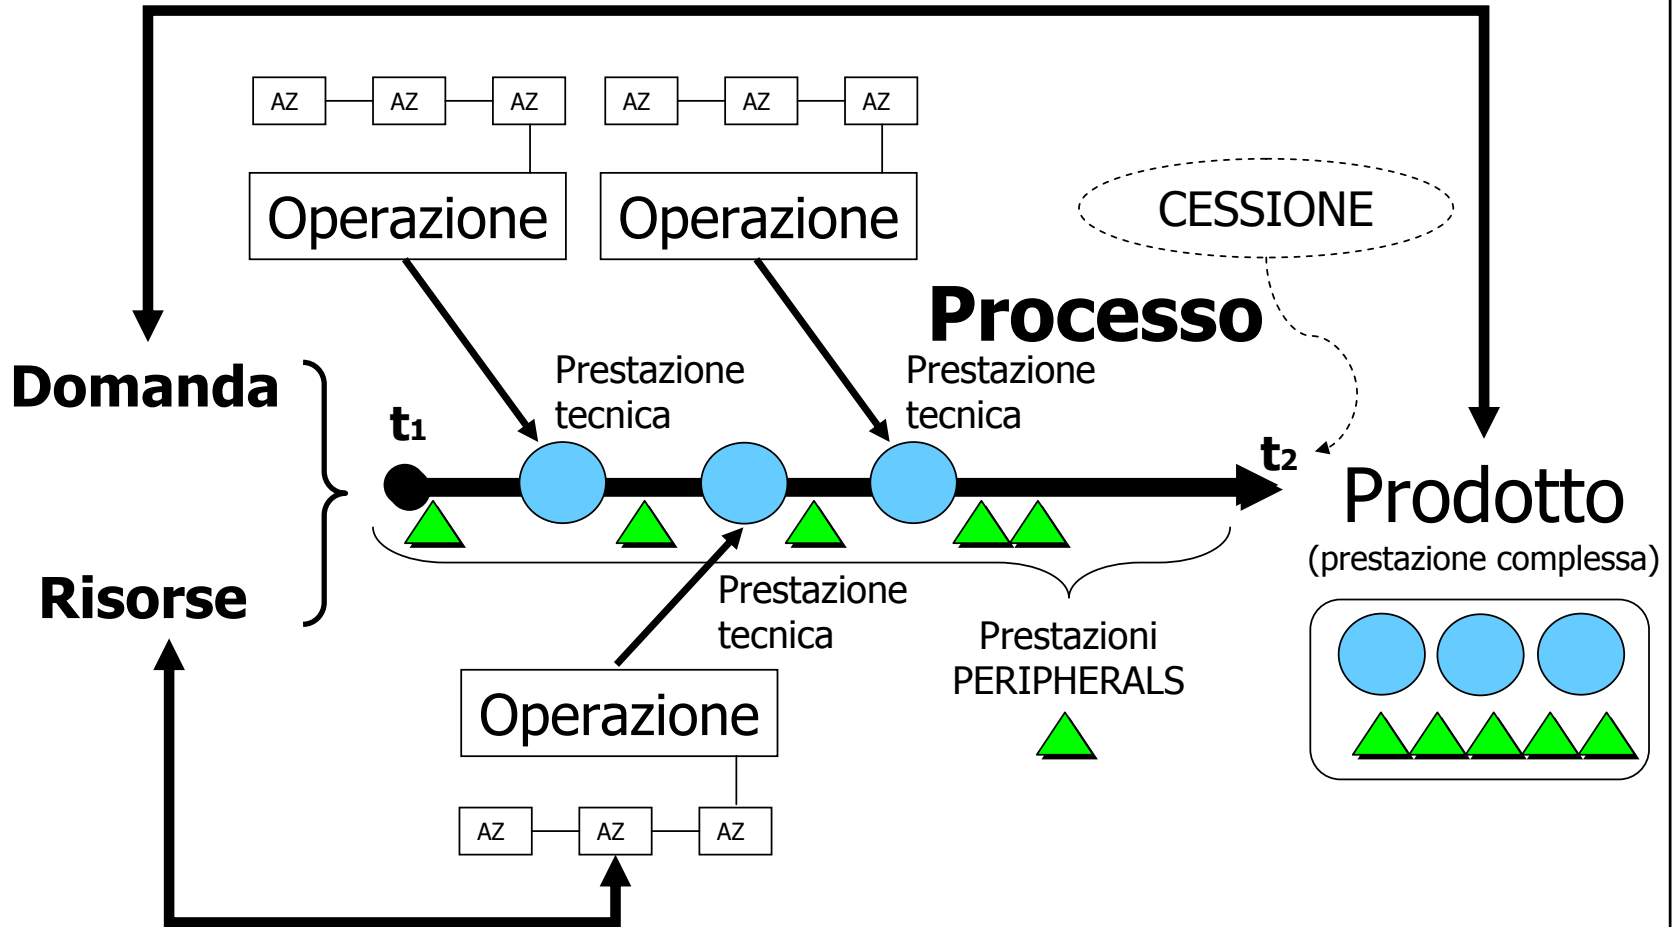 AZ AZ AZ AZ AZ AZ
Operazione Operazione
CESSIONE
Processo
Domanda
Prestazione
tecnica
Prestazione
tecnica
t1
t2
Prodotto
(prestazione complessa)
Risorse
Prestazione
tecnica
Prestazioni
PERIPHERALS
Operazione
AZ AZ AZ